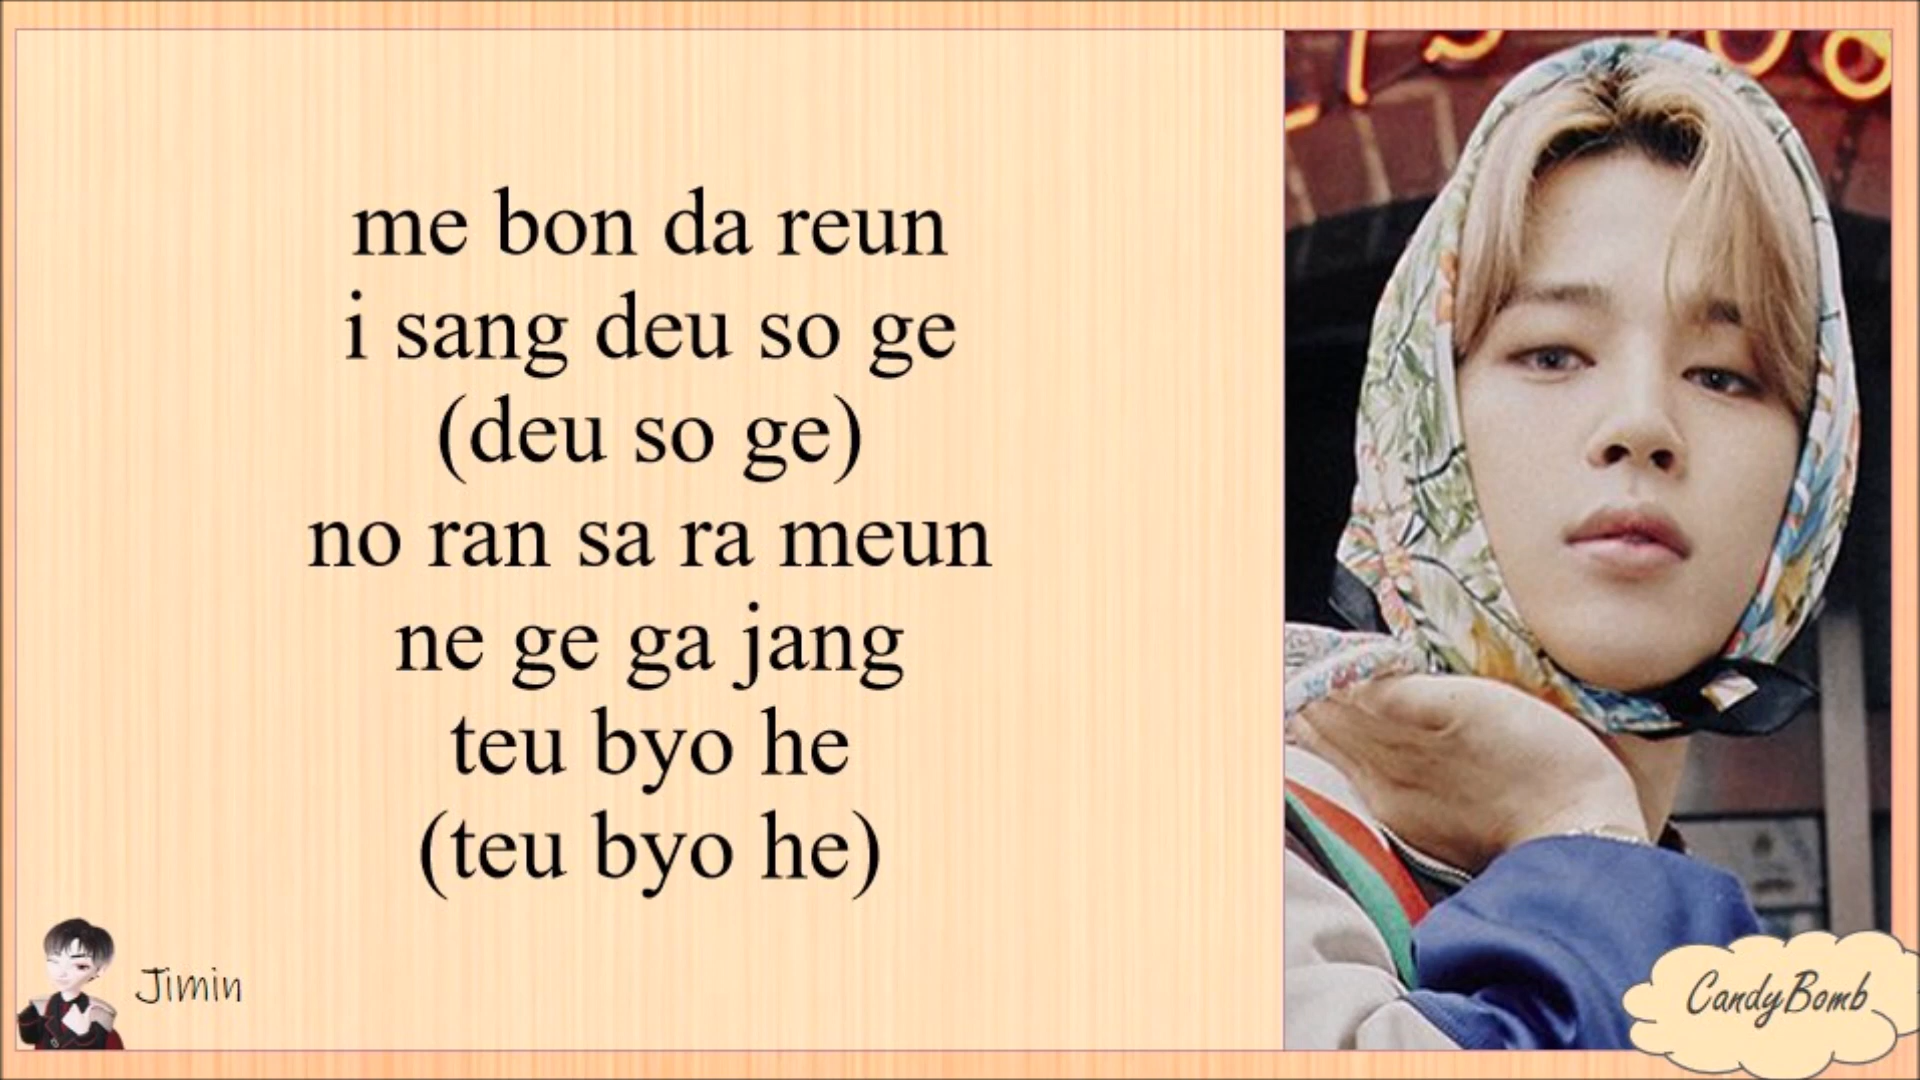 me bon da reun
i sang deu so ge
(deu so ge)
no ran sa ra meun
ne ge ga jang
teu byo he
(teu byo he)
Jimin
CandyBomb